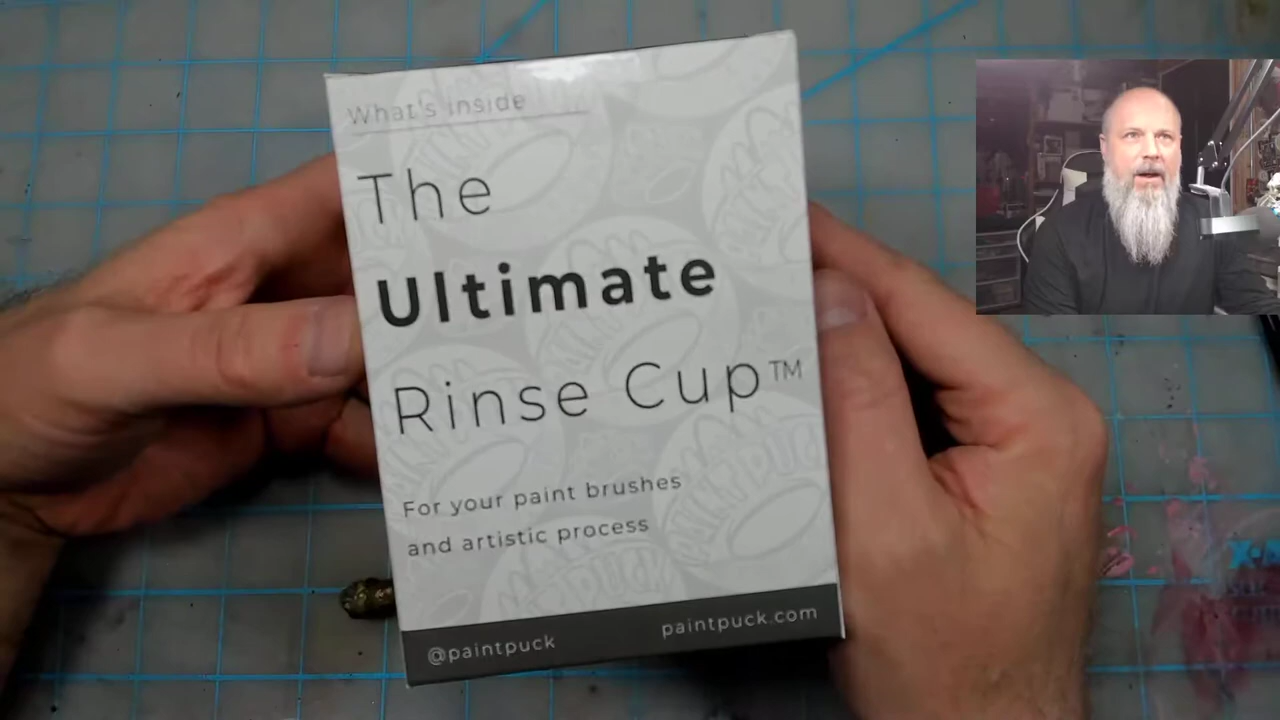 What's inside
The
Ultimate
Rinse Cup™
For your paint brushes
and artistic process
@paintpuck
paintpuck.com